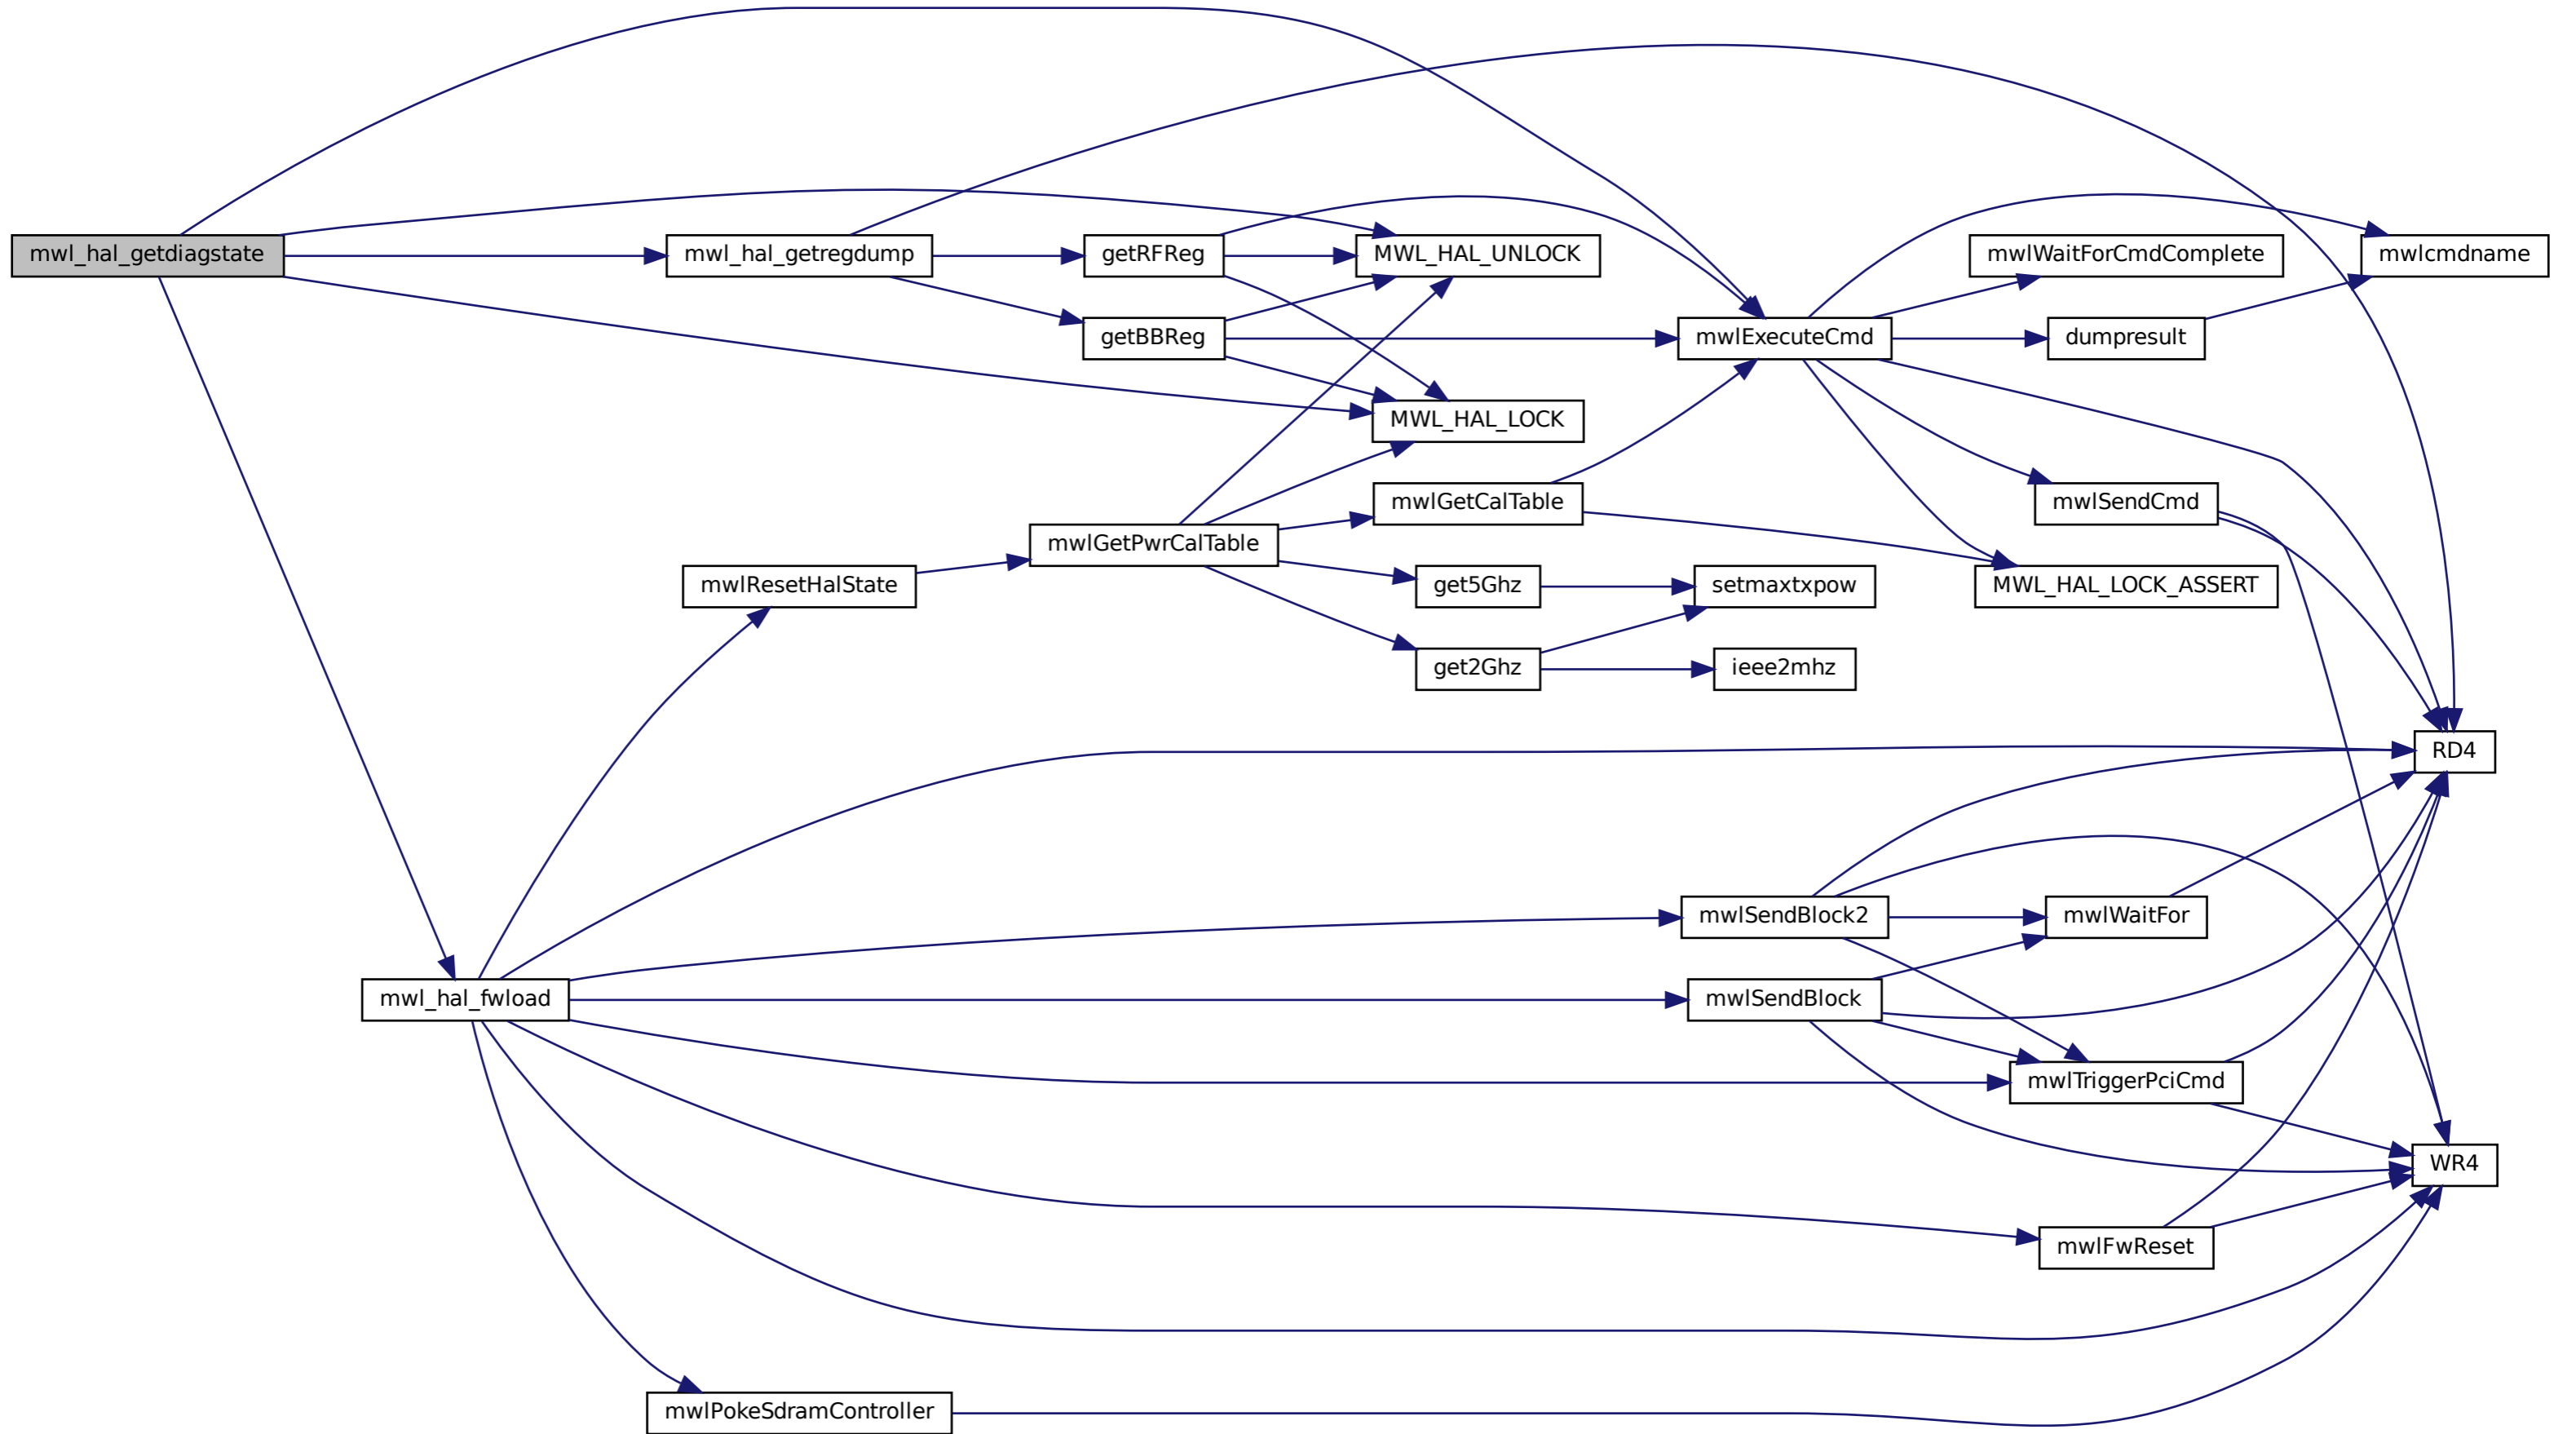 mwl_hal_getdiagstate
mwl_hal_getregdump
getRFReg
MWL_HAL_UNLOCK
mwlWaitForCmdComplete
mwlcmdname
getBBReg
mwlExecuteCmd
dumpresult
MWL_HAL_LOCK
mwlGetCalTable
mwlSendCmd
mwlGetPwrCalTable
mwlResetHalState
get5Ghz
setmaxtxpow
MWL_HAL_LOCK_ASSERT
get2Ghz
ieee2mhz
RD4
mwlSendBlock2
mwlWaitFor
mwl_hal_fwload
mwlSendBlock
mwlTriggerPciCmd
WR4
mwlFwReset
mwlPokeSdramController